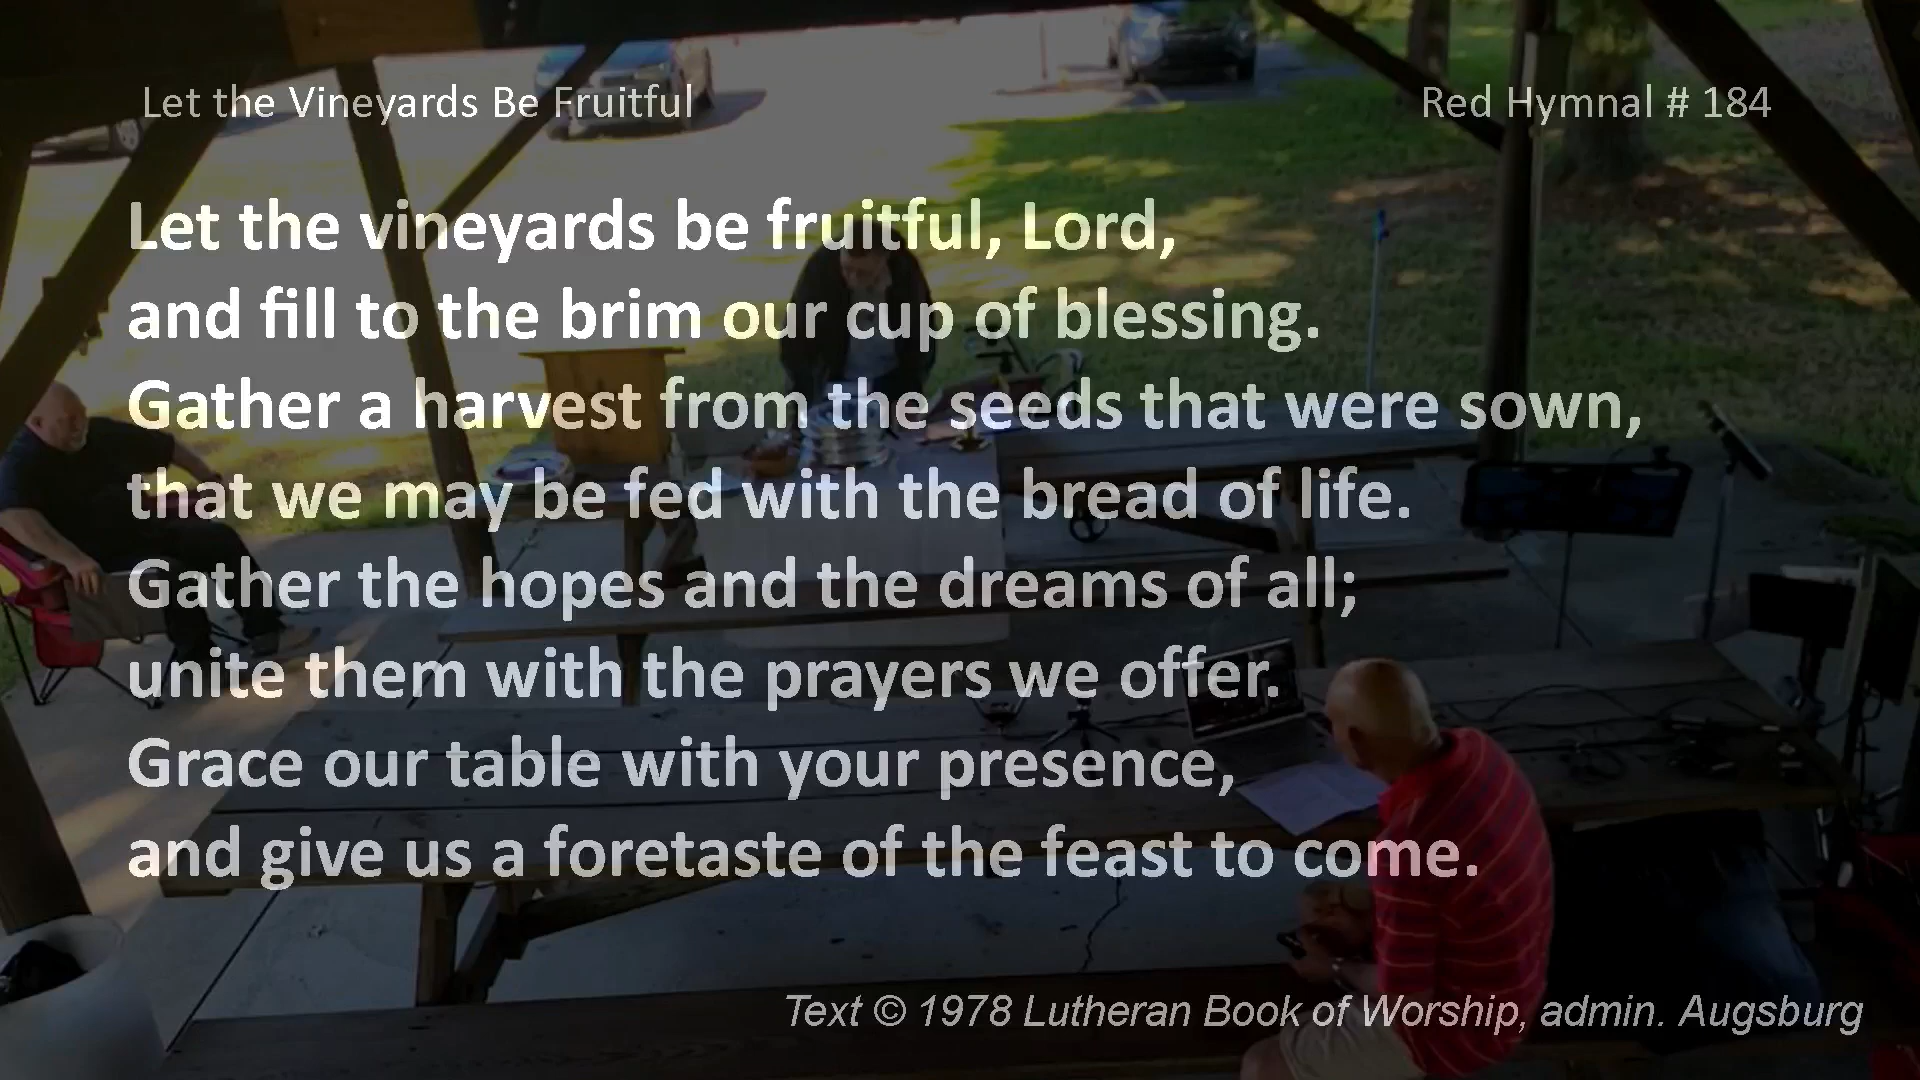 Let the Vineyards Be Fruitful
Red Hymnal # 184
Let the vineyards be fruitful, Lord,
and fill to the brim our cup of blessing.
Gather a harvest from the seeds that were sown,
that we may be fed with the bread of life.
Gather the hopes and the dreams of all;
unite them with the prayers we offer.
Grace our table with your presence,
and give us a foretaste of the feast to come.
Text © 1978 Lutheran Book of Worship, admin. Augsburg